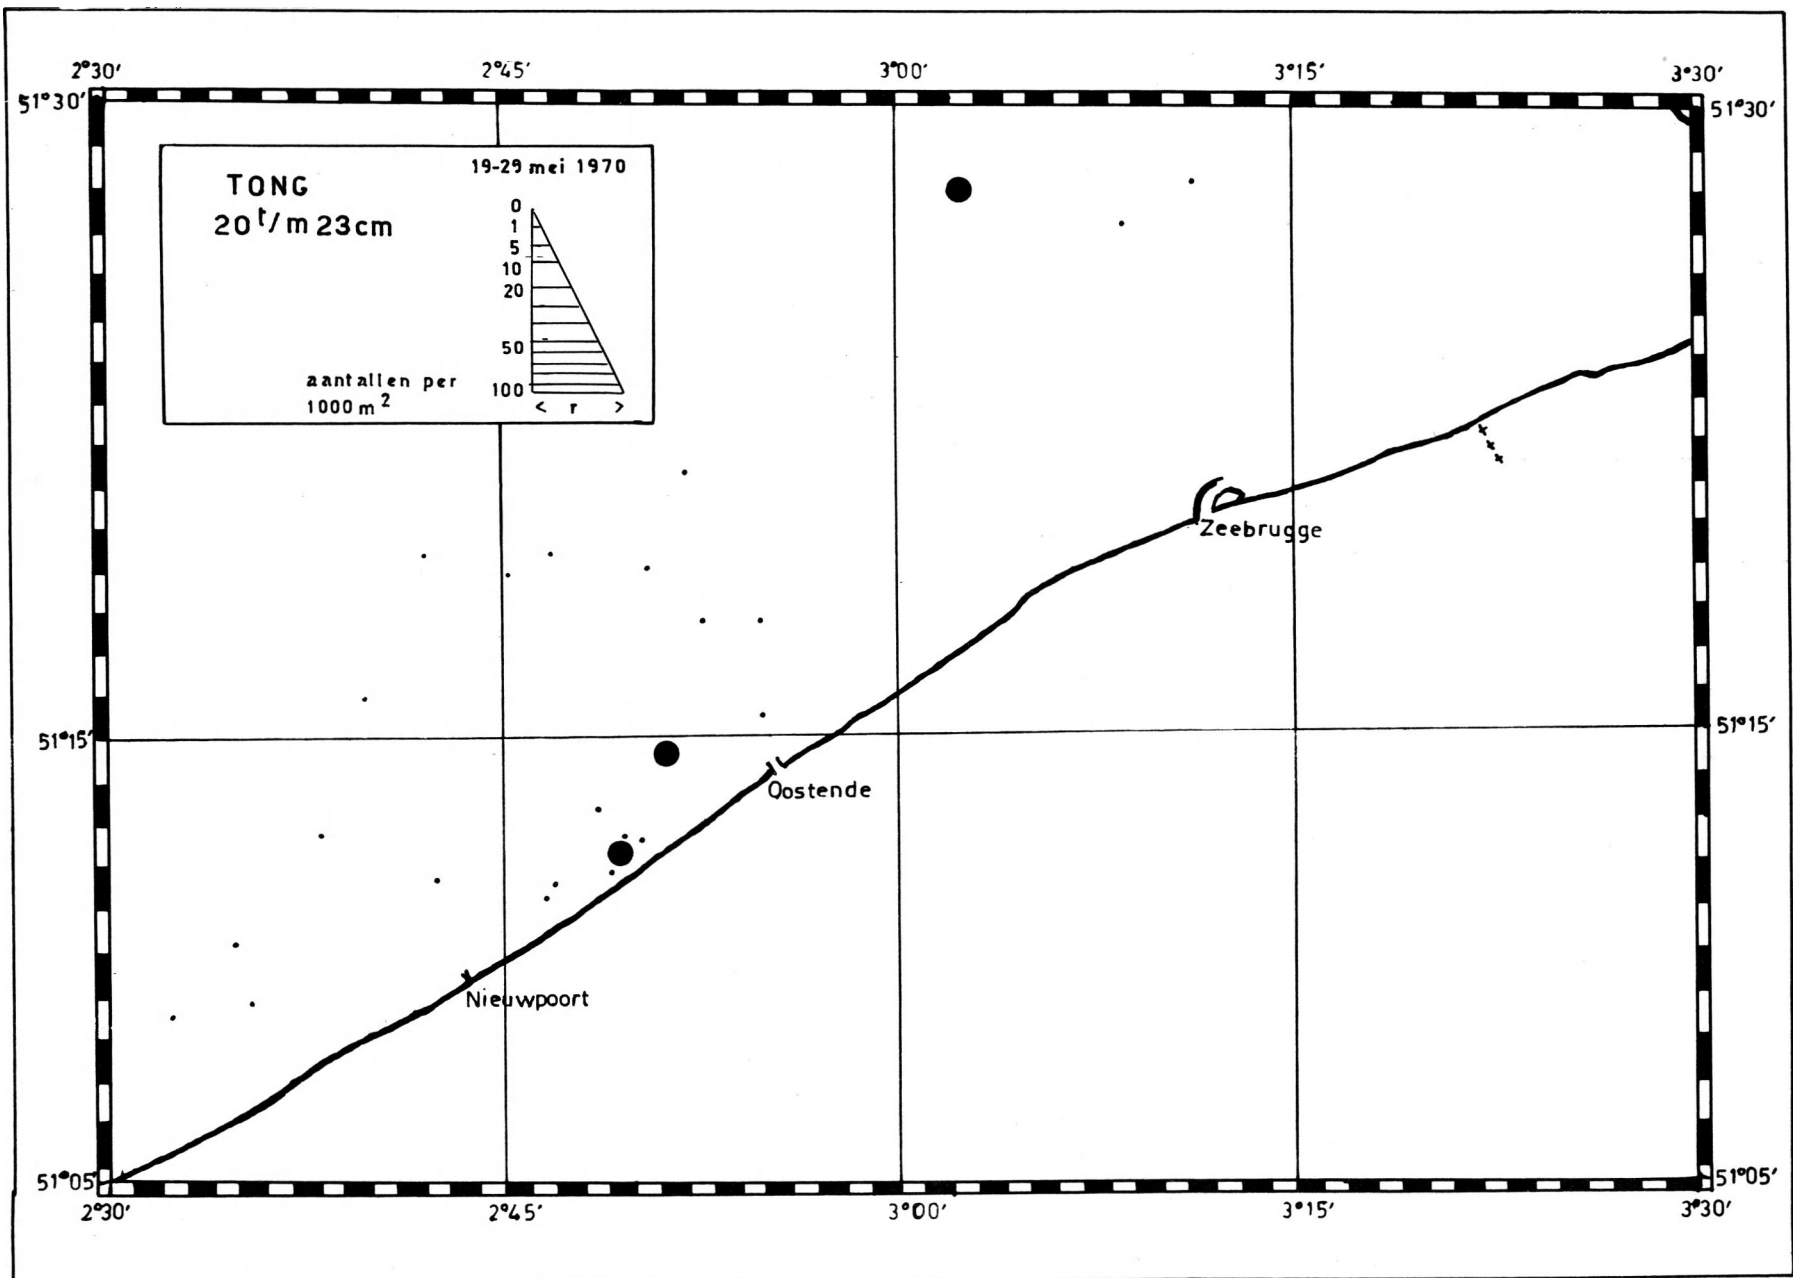 2°30′ 2°45′ 3°00′ 3°15′ 3°30′
51°30′ 51°30′
19-29 mei 1970
TONG
20 t/m 23cm
0
1
5
10
20
50
100
aantallen per
1000 m²
< r >
Zeebrugge
51°15′ 51°15′
Oostende
Nieuwpoort
51°05′ 51°05′
2°30′ 2°45′ 3°00′ 3°15′ 3°30′